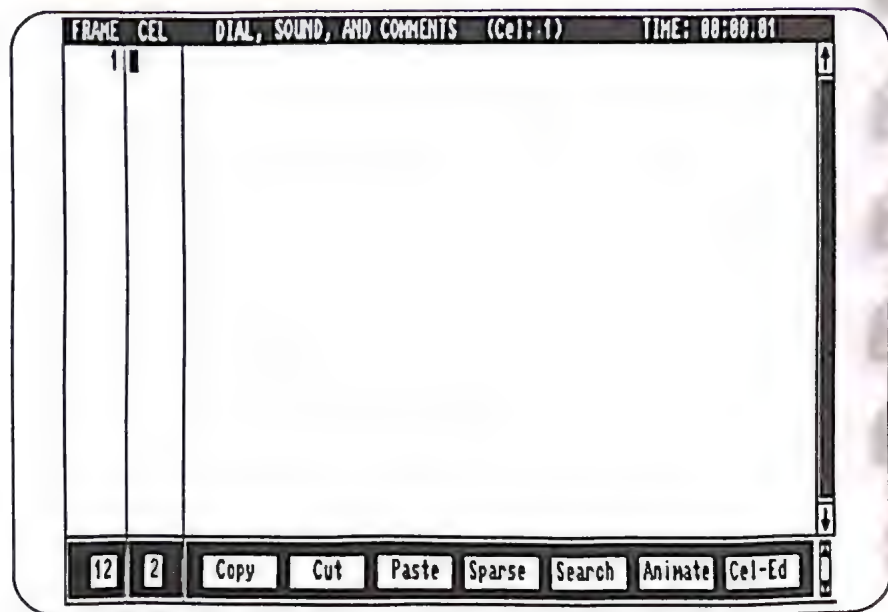 FRAME CEL DIAL, SOUND, AND COMMENTS (Cel: 1) TIME: 00:00.01
1
12 2 Copy Cut Paste Sparse Search Animate Cel-Ed